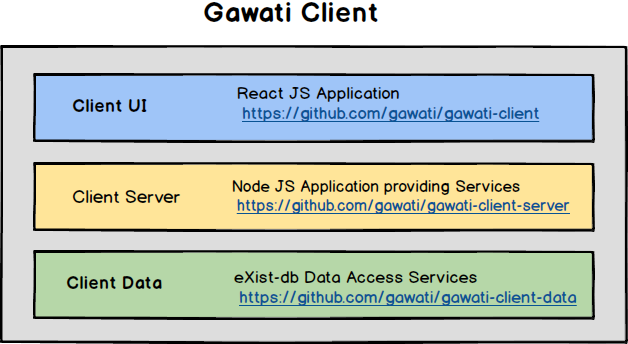 Gawati Client
Client UI
React JS Application
https://github.com/gawati/gawati-client
Client Server
Node JS Application providing Services
https://github.com/gawati/gawati-client-server
Client Data
eXist-db Data Access Services
https://github.com/gawati/gawati-client-data